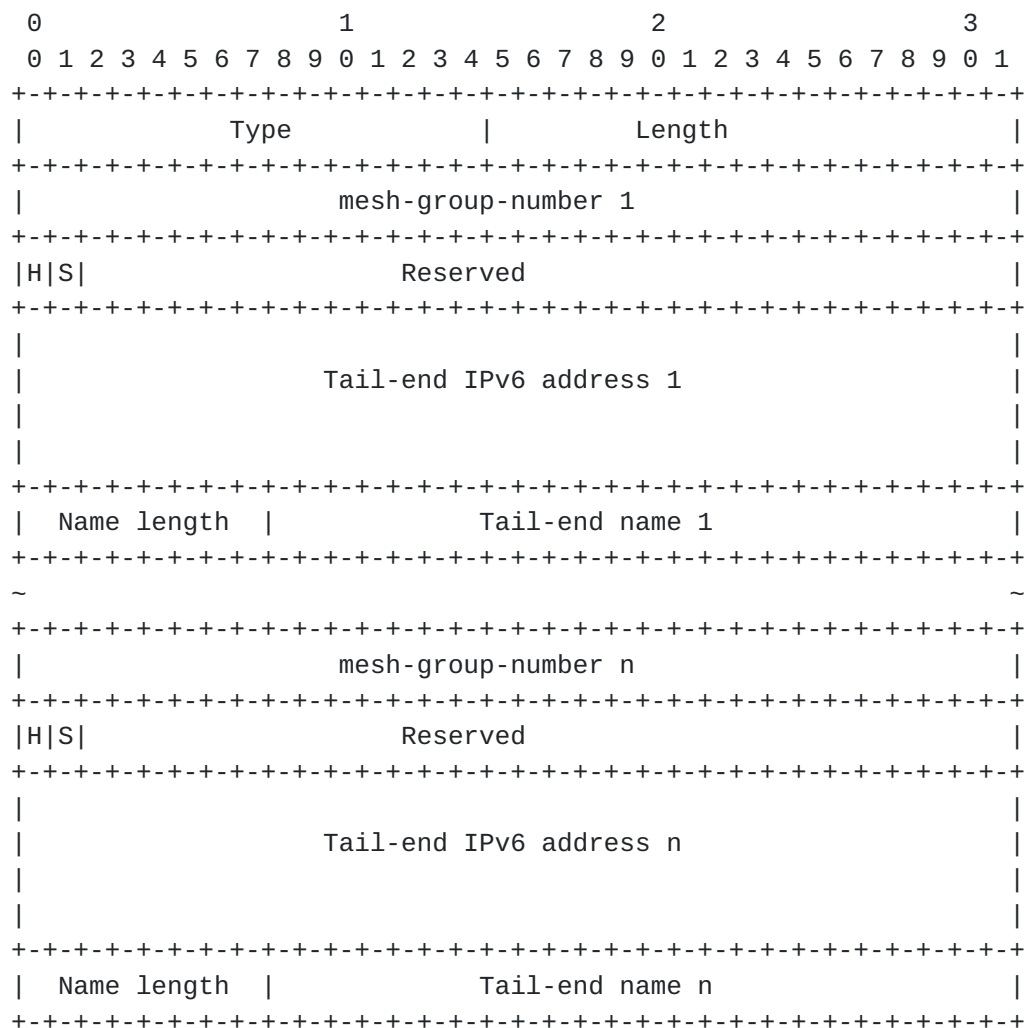 0                   1                   2                   3
 0 1 2 3 4 5 6 7 8 9 0 1 2 3 4 5 6 7 8 9 0 1 2 3 4 5 6 7 8 9 0 1
+-+-+-+-+-+-+-+-+-+-+-+-+-+-+-+-+-+-+-+-+-+-+-+-+-+-+-+-+-+-+-+-+
|             Type            |         Length                  |
+-+-+-+-+-+-+-+-+-+-+-+-+-+-+-+-+-+-+-+-+-+-+-+-+-+-+-+-+-+-+-+-+
|                    mesh-group-number 1                        |
+-+-+-+-+-+-+-+-+-+-+-+-+-+-+-+-+-+-+-+-+-+-+-+-+-+-+-+-+-+-+-+-+
|H|S|                    Reserved                               |
+-+-+-+-+-+-+-+-+-+-+-+-+-+-+-+-+-+-+-+-+-+-+-+-+-+-+-+-+-+-+-+-+
|                                                               |
|                   Tail-end IPv6 address 1                     |
|                                                               |
|                                                               |
+-+-+-+-+-+-+-+-+-+-+-+-+-+-+-+-+-+-+-+-+-+-+-+-+-+-+-+-+-+-+-+-+
|  Name length  |             Tail-end name 1                   |
+-+-+-+-+-+-+-+-+-+-+-+-+-+-+-+-+-+-+-+-+-+-+-+-+-+-+-+-+-+-+-+-+
~                                                               ~
+-+-+-+-+-+-+-+-+-+-+-+-+-+-+-+-+-+-+-+-+-+-+-+-+-+-+-+-+-+-+-+-+
|                    mesh-group-number n                        |
+-+-+-+-+-+-+-+-+-+-+-+-+-+-+-+-+-+-+-+-+-+-+-+-+-+-+-+-+-+-+-+-+
|H|S|                    Reserved                               |
+-+-+-+-+-+-+-+-+-+-+-+-+-+-+-+-+-+-+-+-+-+-+-+-+-+-+-+-+-+-+-+-+
|                                                               |
|                   Tail-end IPv6 address n                     |
|                                                               |
|                                                               |
+-+-+-+-+-+-+-+-+-+-+-+-+-+-+-+-+-+-+-+-+-+-+-+-+-+-+-+-+-+-+-+-+
|  Name length  |             Tail-end name n                   |
+-+-+-+-+-+-+-+-+-+-+-+-+-+-+-+-+-+-+-+-+-+-+-+-+-+-+-+-+-+-+-+-+